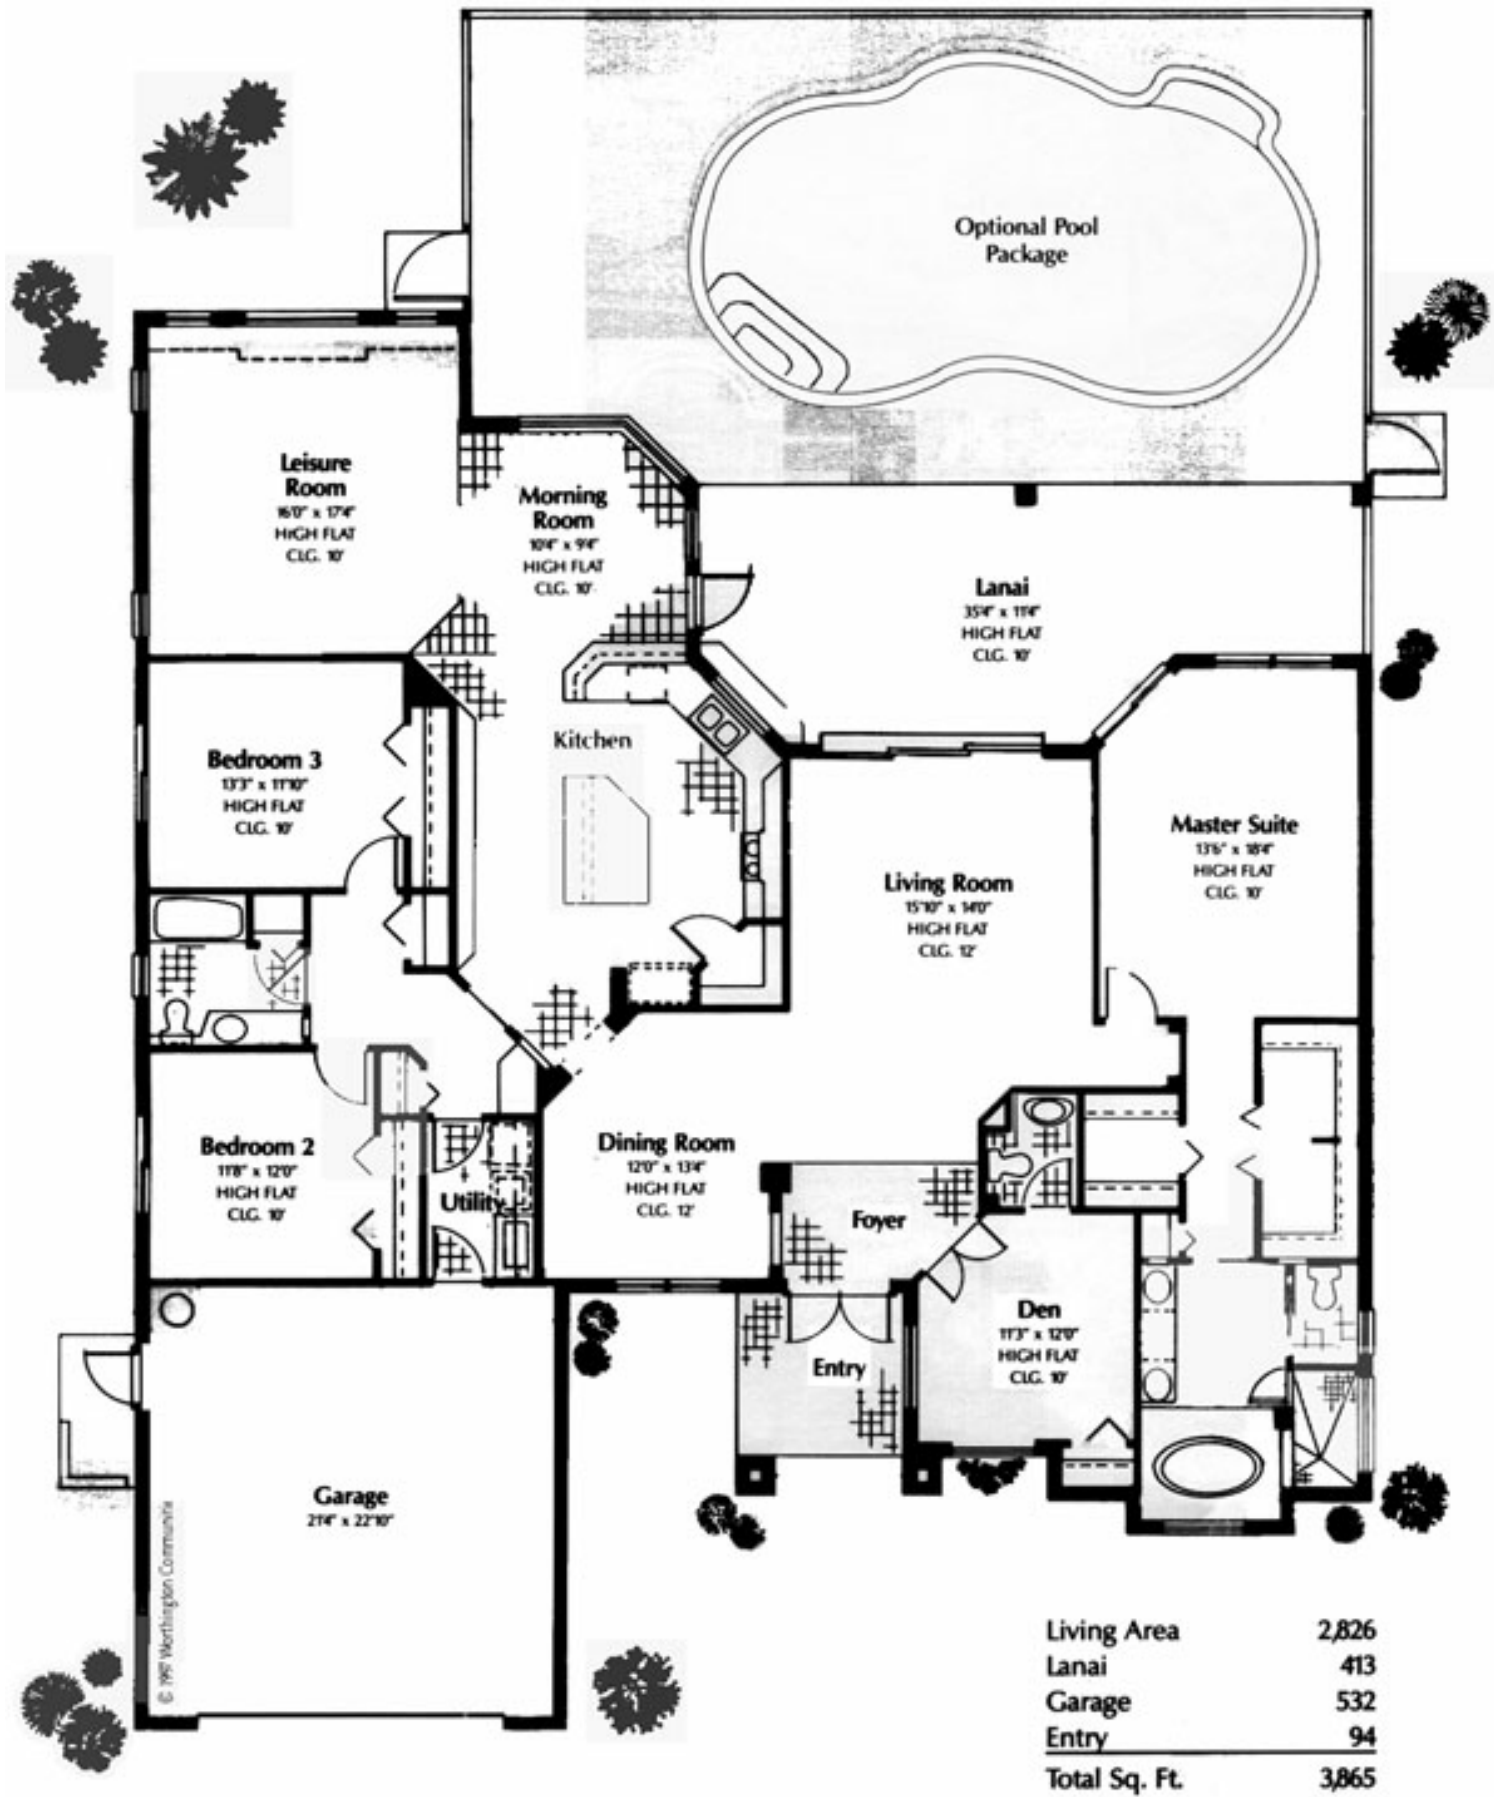 Optional Pool
Package
Leisure
Room
16'0" x 17'4"
HIGH FLAT
CLG. 10'
Morning
Room
10'4" x 9'4"
HIGH FLAT
CLG. 10'
Lanai
35'4" x 11'4"
HIGH FLAT
CLG. 10'
Kitchen
Bedroom 3
13'3" x 11'10"
HIGH FLAT
CLG. 10'
Master Suite
13'6" x 18'4"
HIGH FLAT
CLG. 10'
Living Room
15'10" x 14'0"
HIGH FLAT
CLG. 12'
Bedroom 2
11'8" x 12'0"
HIGH FLAT
CLG. 10'
Utility
Dining Room
12'0" x 13'4"
HIGH FLAT
CLG. 12'
Foyer
Den
11'3" x 12'0"
HIGH FLAT
CLG. 10'
Entry
Garage
21'4" x 22'10"
© 1997 Worthington Communitie
Living Area 2,826
Lanai 413
Garage 532
Entry 94
Total Sq. Ft. 3,865